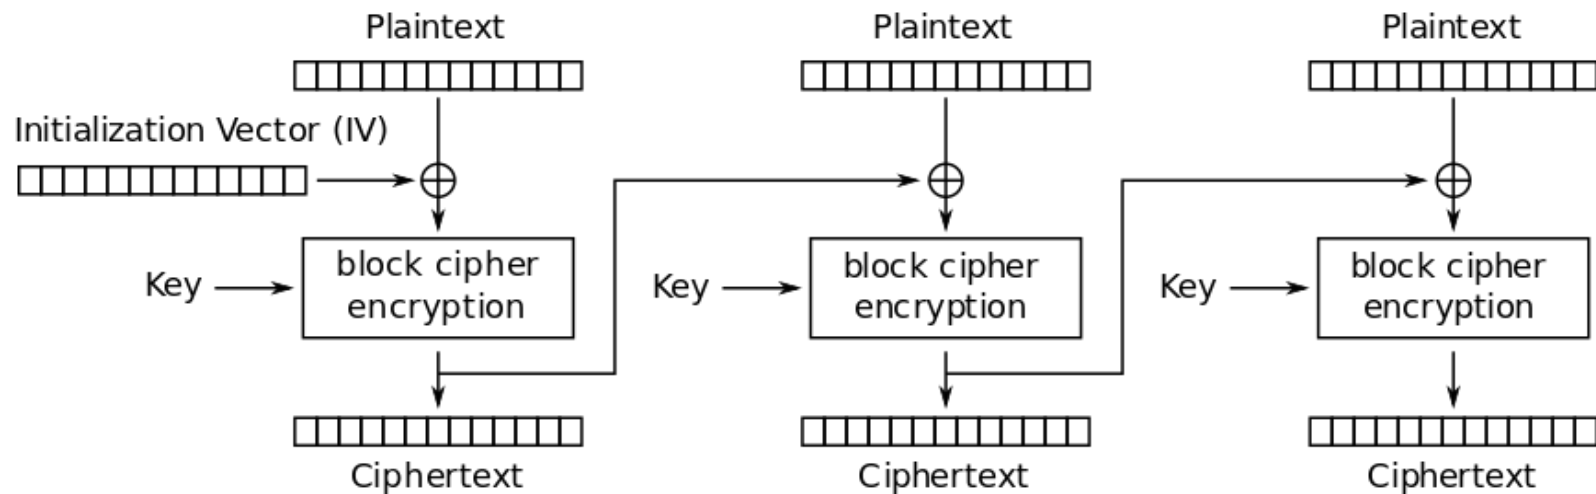 Plaintext
Plaintext
Plaintext
Initialization Vector (IV)
Key
block cipher
encryption
Key
block cipher
encryption
Key
block cipher
encryption
Ciphertext
Ciphertext
Ciphertext